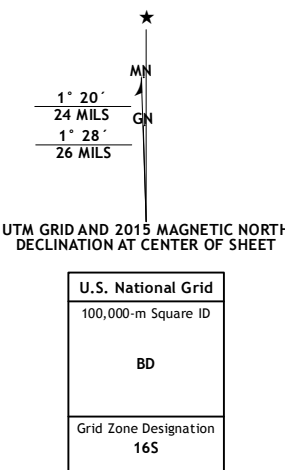 ★
MN
1° 20´
24 MILS
GN
1° 28´
26 MILS
UTM GRID AND 2015 MAGNETIC NORTH
DECLINATION AT CENTER OF SHEET
U.S. National Grid
100,000-m Square ID
BD
Grid Zone Designation
16S